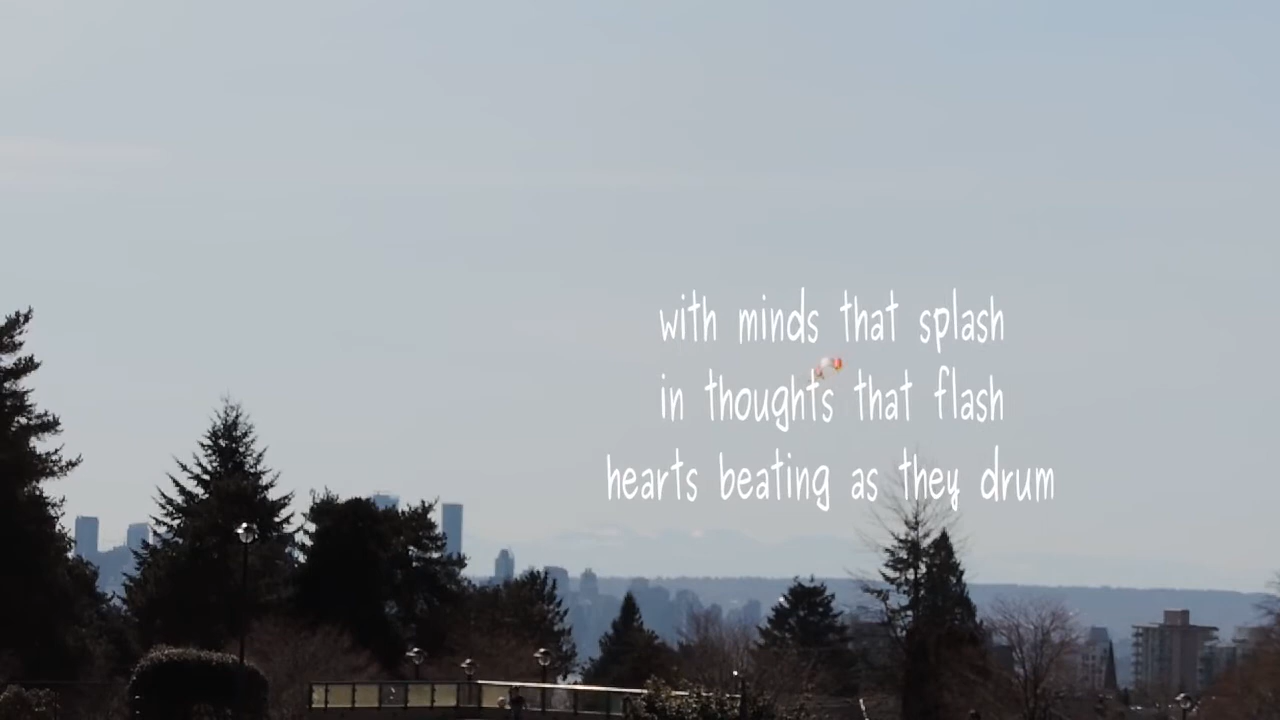 with minds that splash
in thoughts that flash
hearts beating as they drum